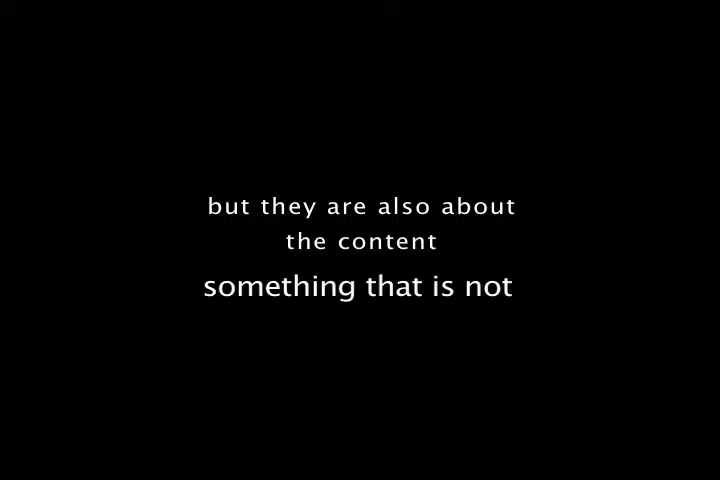 but they are also about
the content
something that is not